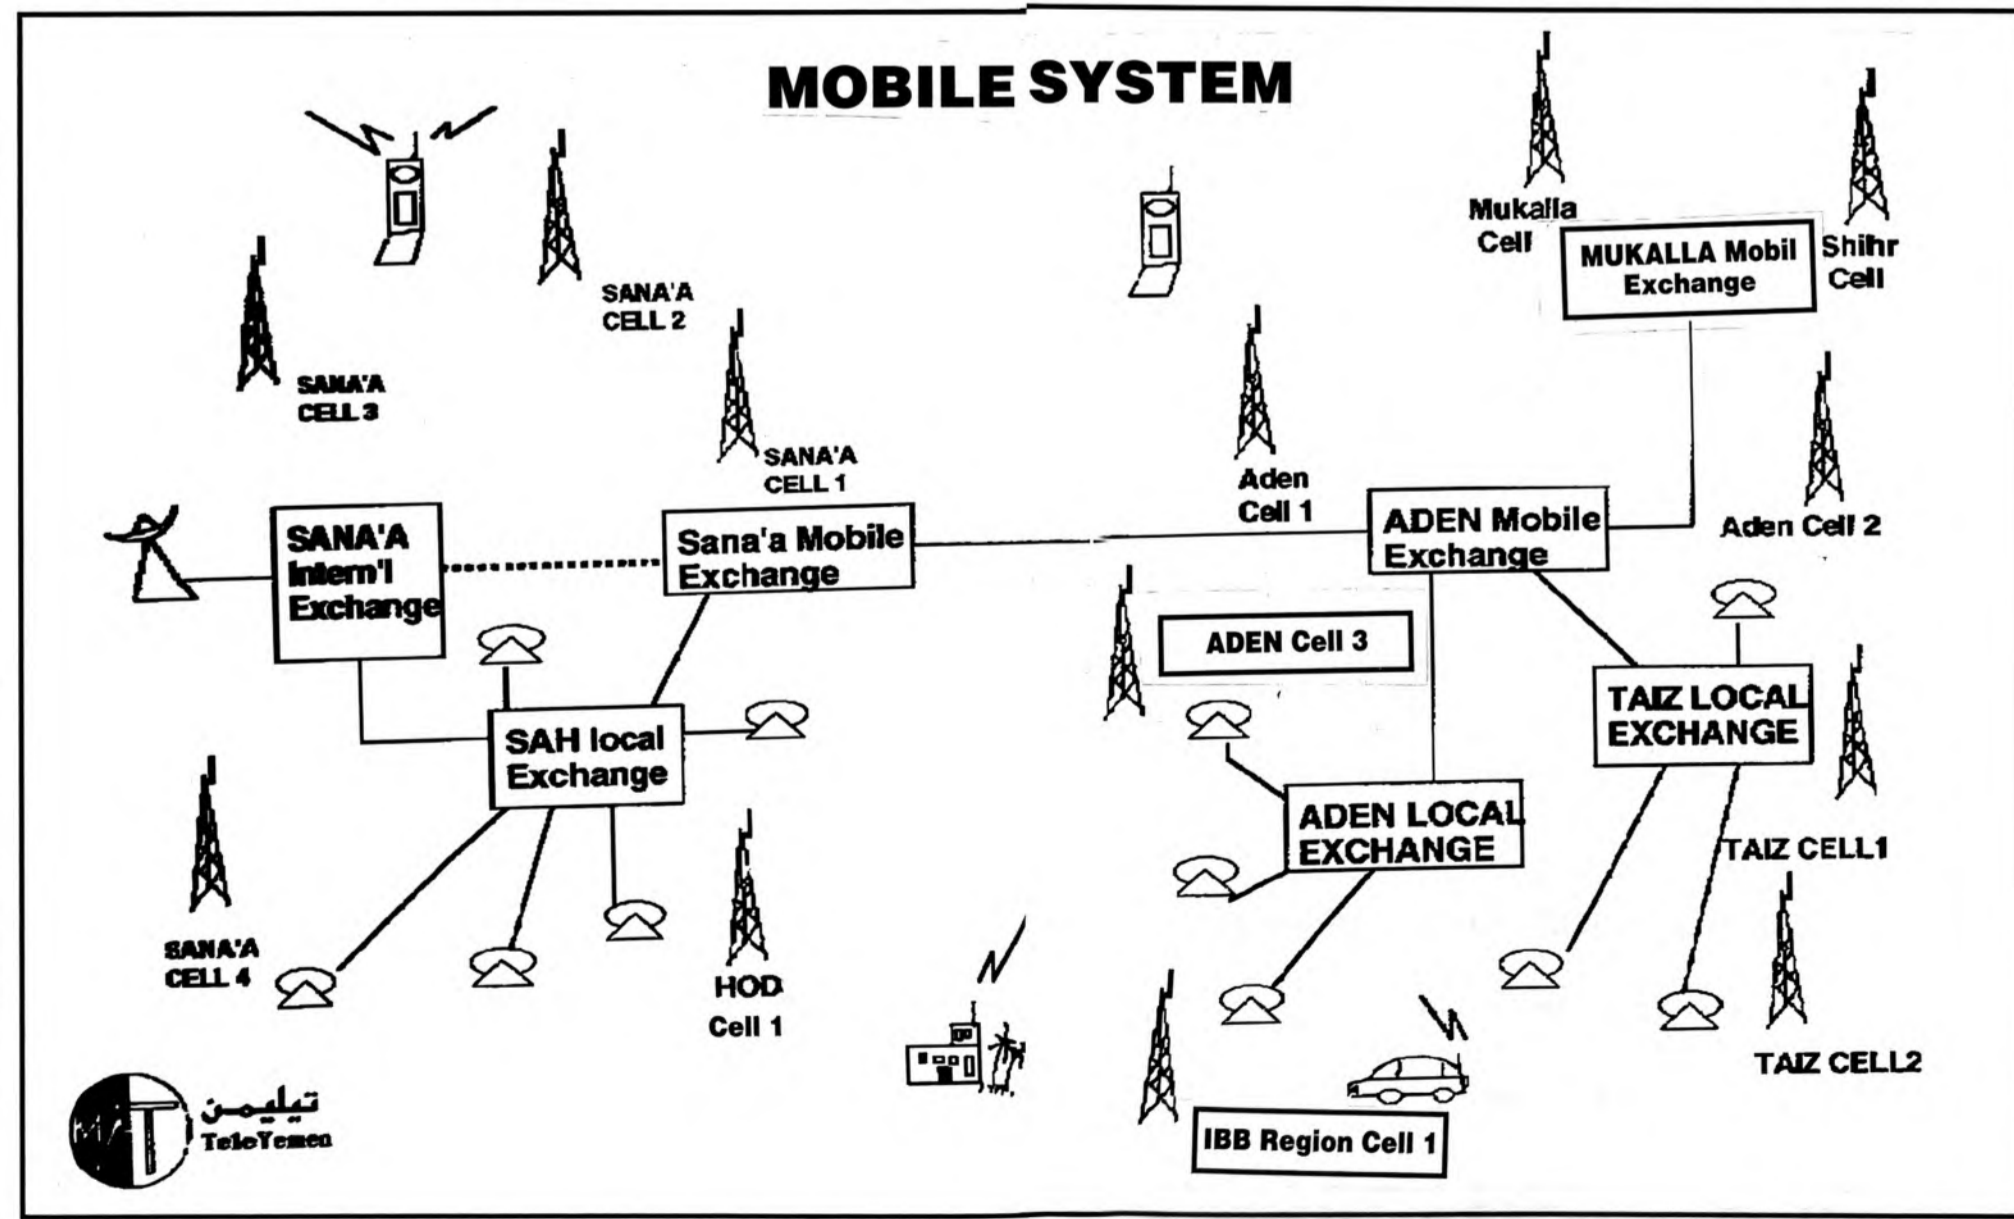 MOBILE SYSTEM
Mukalla
Cell
MUKALLA Mobil
Exchange
Shihr
Cell
SANA'A
CELL 2
SANA'A
CELL 3
SANA'A
CELL 1
Aden
Cell 1
Aden Cell 2
SANA'A
Intern'l
Exchange
Sana'a Mobile
Exchange
ADEN Mobile
Exchange
ADEN Cell 3
TAIZ LOCAL
EXCHANGE
SAH local
Exchange
ADEN LOCAL
EXCHANGE
TAIZ CELL1
SANA'A
CELL 4
HOD
Cell 1
TAIZ CELL2
IBB Region Cell 1
تيليمن
TeleYemen